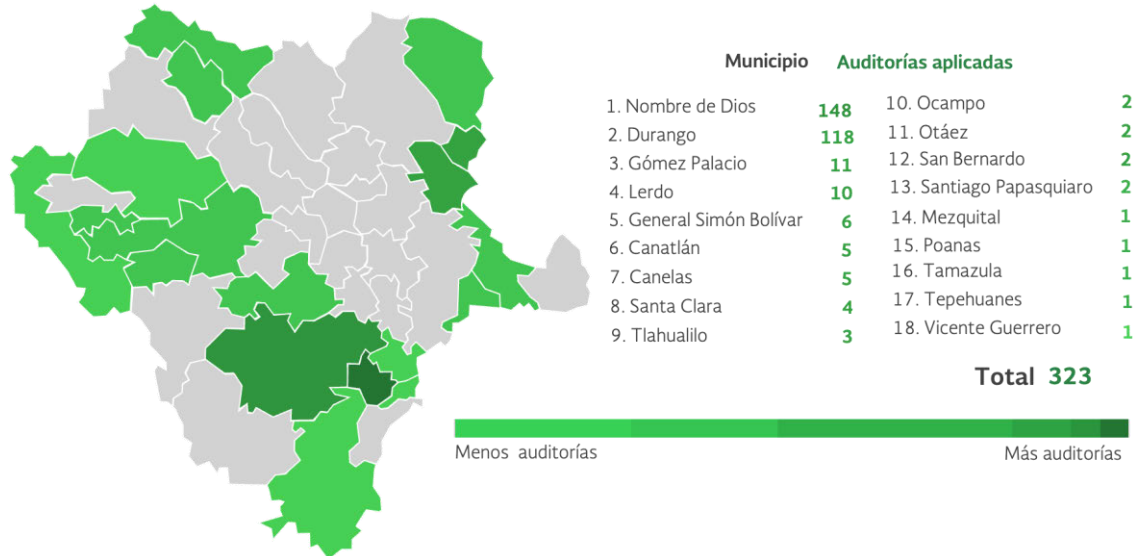 Municipio Auditorías aplicadas
1. Nombre de Dios 148
2. Durango 118
3. Gómez Palacio 11
4. Lerdo 10
5. General Simón Bolívar 6
6. Canatlán 5
7. Canelas 5
8. Santa Clara 4
9. Tlahualilo 3
10. Ocampo 2
11. Otáez 2
12. San Bernardo 2
13. Santiago Papasquiaro 2
14. Mezquital 1
15. Poanas 1
16. Tamazula 1
17. Tepehuanes 1
18. Vicente Guerrero 1
Total 323
Menos auditorías Más auditorías